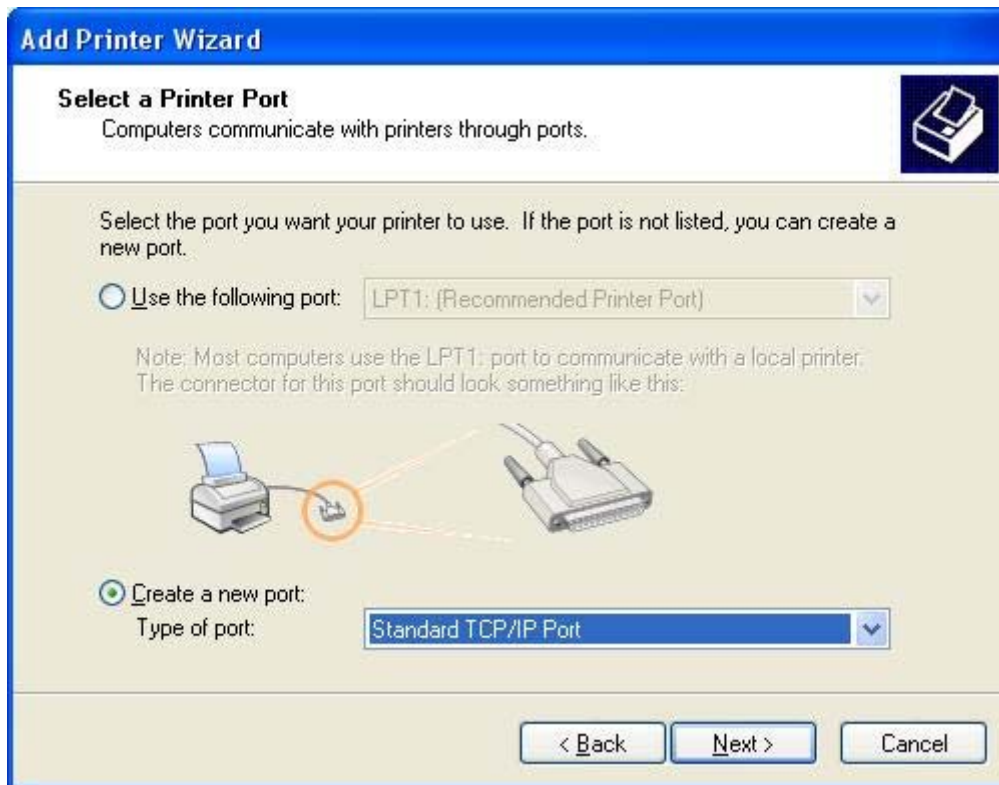 Add Printer Wizard
Select a Printer Port
Computers communicate with printers through ports.
Select the port you want your printer to use. If the port is not listed, you can create a
new port.
Use the following port:
LPT1: (Recommended Printer Port)
Note: Most computers use the LPT1: port to communicate with a local printer.
The connector for this port should look something like this:
Create a new port:
Type of port:
Standard TCP/IP Port
< Back
Next >
Cancel